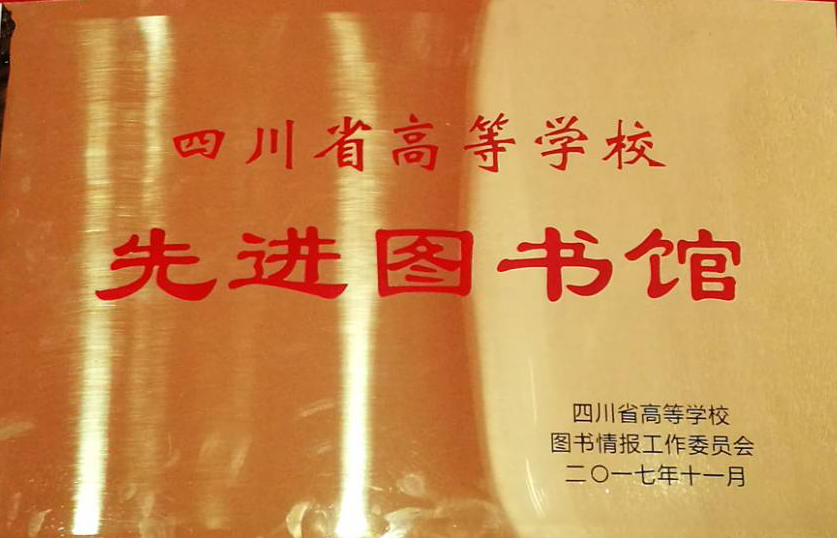 四川省高等学校
先进图书馆
四川省高等学校
图书情报工作委员会
二〇一七年十一月